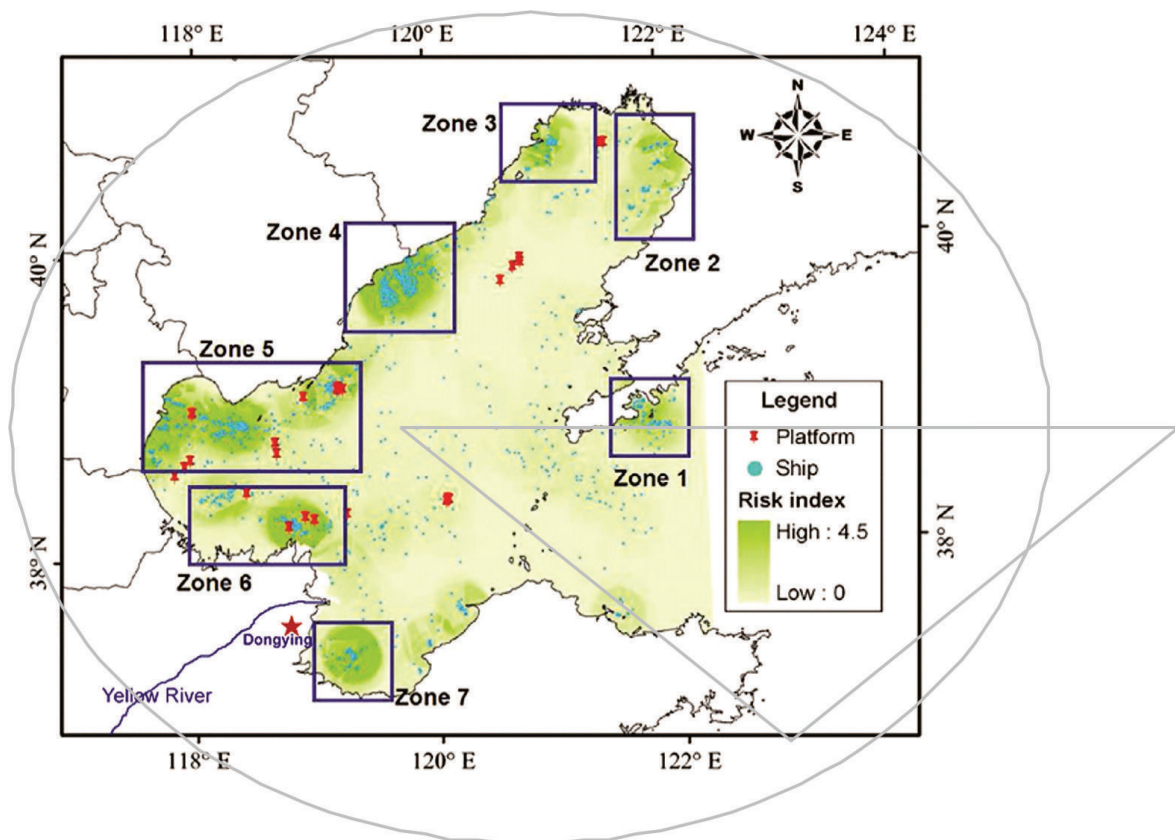 118° E 120° E 122° E 124° E
N
W E
S
Zone 3
Zone 4
Zone 2
40° N
40° N
Zone 5
Legend
Platform
Ship
Zone 1
Risk index
High : 4.5
Low : 0
38° N
38° N
Zone 6
Dongying
Yellow River
Zone 7
118° E 120° E 122° E